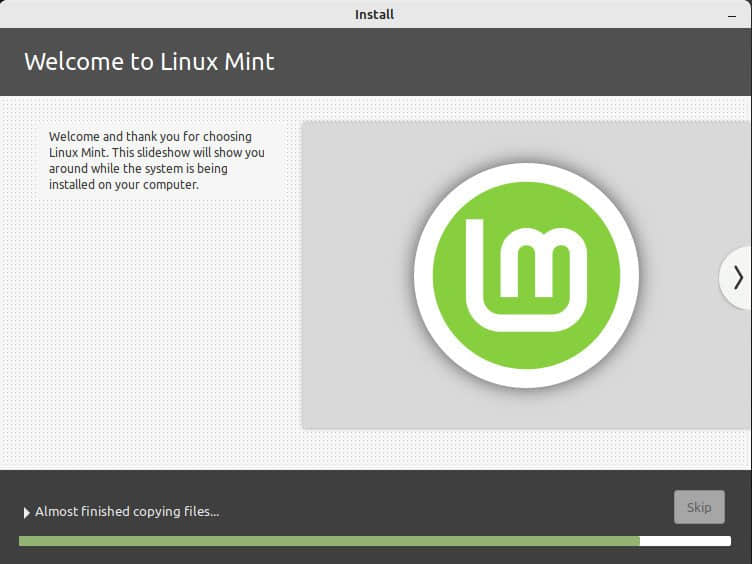 Install
Welcome to Linux Mint
Welcome and thank you for choosing
Linux Mint. This slideshow will show you
around while the system is being
installed on your computer.
lm
Almost finished copying files...
Skip